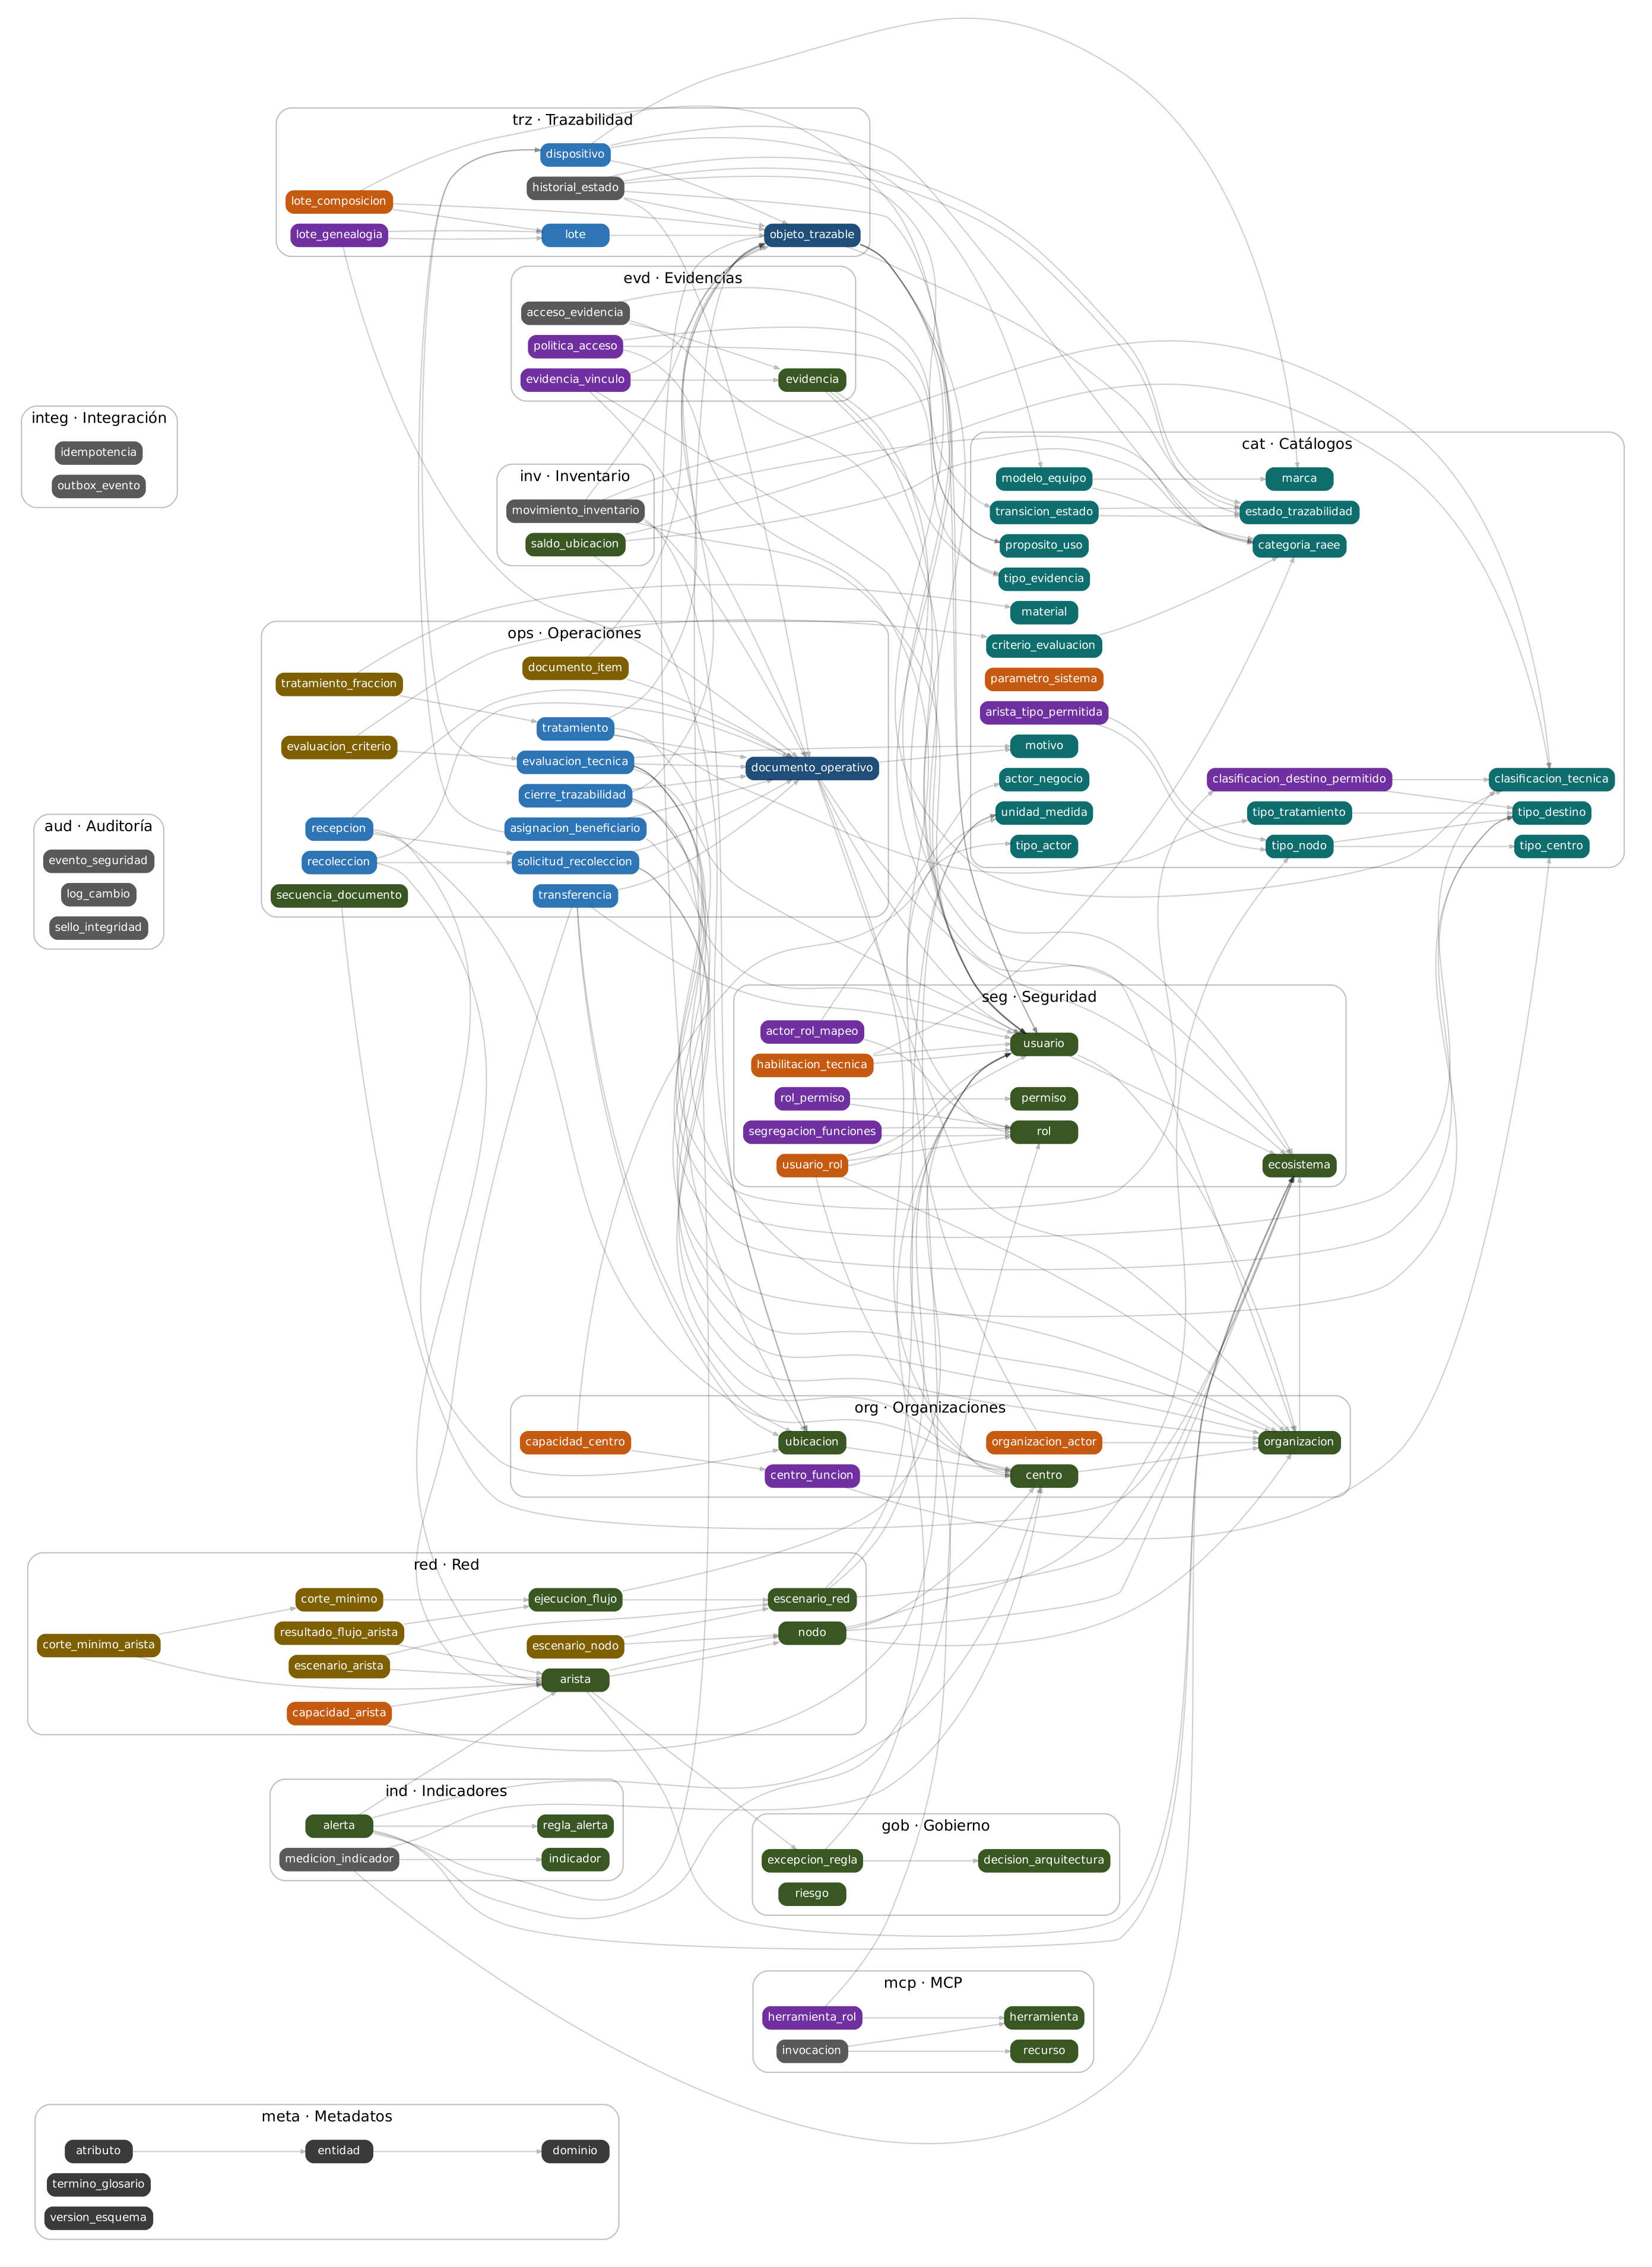 trz · Trazabilidad
dispositivo
historial_estado
lote_composicion
lote_genealogia
lote
objeto_trazable
evd · Evidencias
acceso_evidencia
politica_acceso
evidencia_vinculo
evidencia
integ · Integración
idempotencia
outbox_evento
inv · Inventario
movimiento_inventario
saldo_ubicacion
cat · Catálogos
modelo_equipo
marca
transicion_estado
estado_trazabilidad
proposito_uso
categoria_raee
tipo_evidencia
material
criterio_evaluacion
parametro_sistema
arista_tipo_permitida
motivo
actor_negocio
clasificacion_destino_permitido
clasificacion_tecnica
unidad_medida
tipo_tratamiento
tipo_destino
tipo_actor
tipo_nodo
tipo_centro
ops · Operaciones
documento_item
tratamiento_fraccion
tratamiento
evaluacion_criterio
evaluacion_tecnica
documento_operativo
cierre_trazabilidad
recepcion
asignacion_beneficiario
recoleccion
solicitud_recoleccion
secuencia_documento
transferencia
aud · Auditoría
evento_seguridad
log_cambio
sello_integridad
seg · Seguridad
actor_rol_mapeo
usuario
habilitacion_tecnica
rol_permiso
permiso
segregacion_funciones
rol
usuario_rol
ecosistema
org · Organizaciones
capacidad_centro
ubicacion
organizacion_actor
organizacion
centro_funcion
centro
red · Red
corte_minimo
ejecucion_flujo
escenario_red
resultado_flujo_arista
corte_minimo_arista
escenario_nodo
nodo
escenario_arista
arista
capacidad_arista
ind · Indicadores
alerta
regla_alerta
medicion_indicador
indicador
gob · Gobierno
excepcion_regla
decision_arquitectura
riesgo
mcp · MCP
herramienta_rol
herramienta
invocacion
recurso
meta · Metadatos
atributo
entidad
dominio
termino_glosario
version_esquema